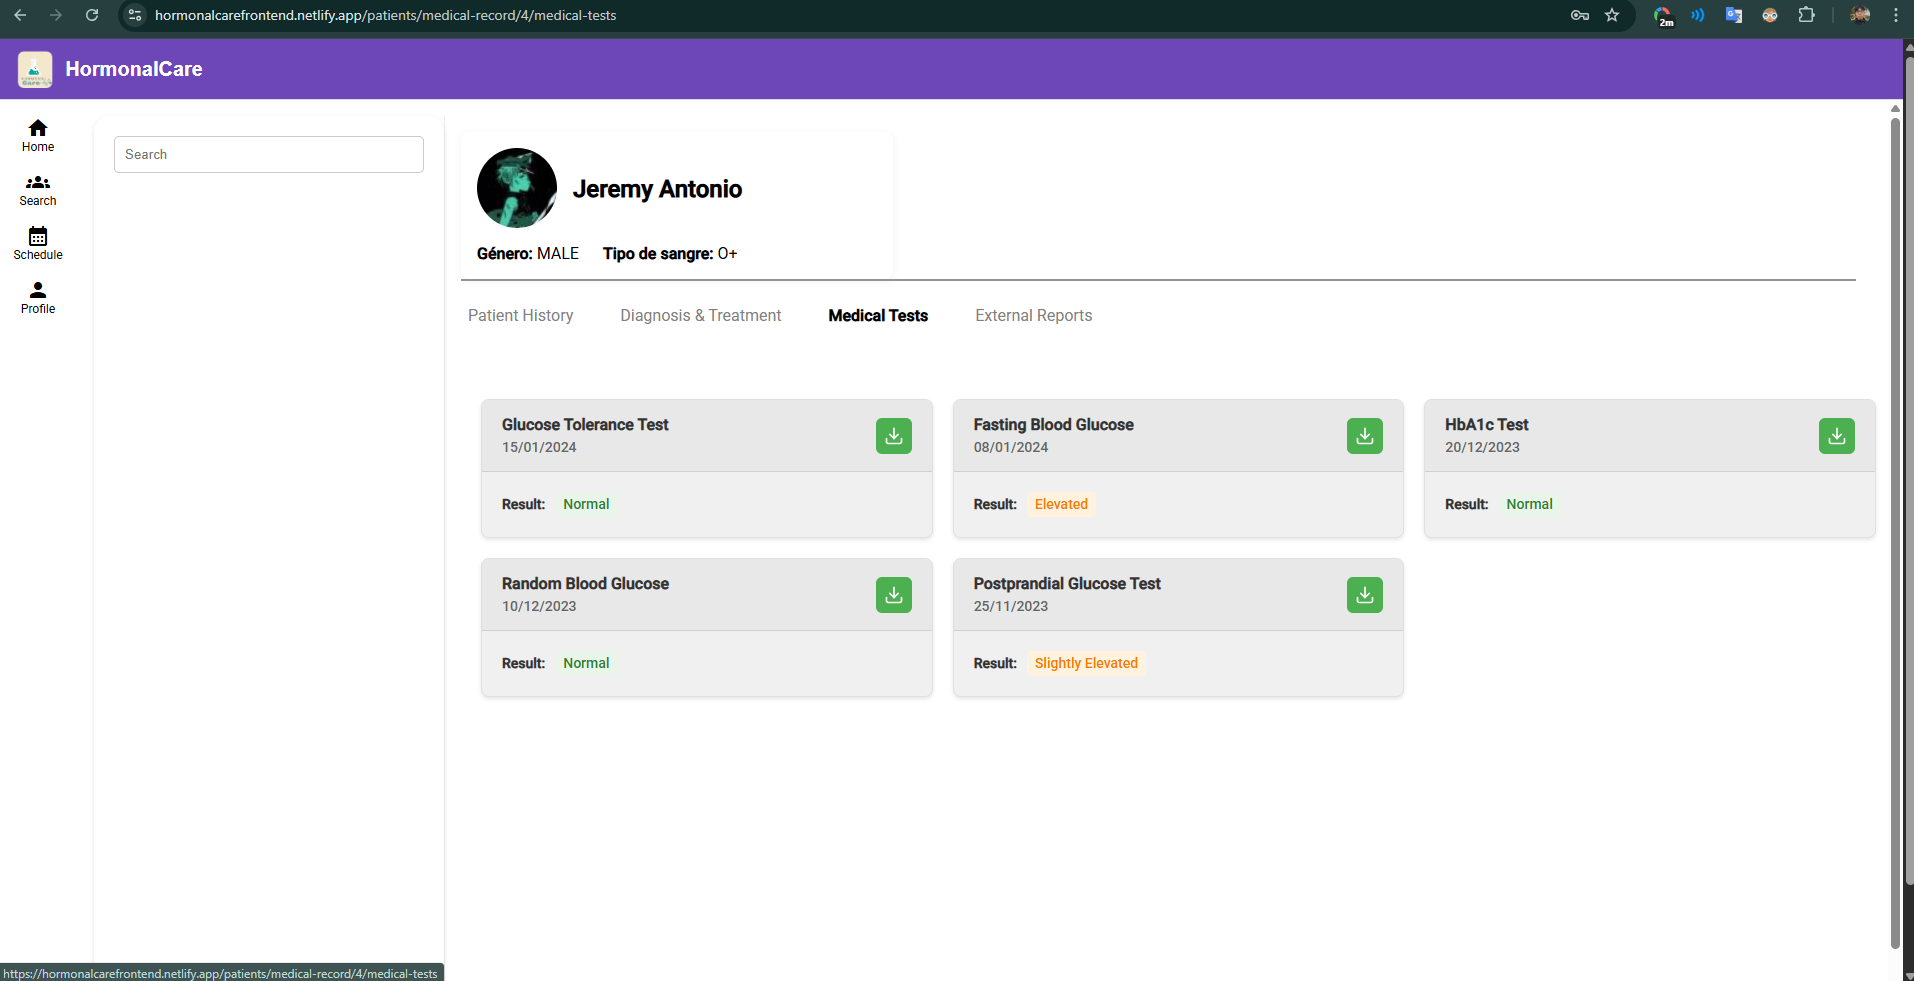 hormonalcarefrontend.netlify.app/patients/medical-record/4/medical-tests
2m
HormonalCare
Home
Search
Schedule
Profile
Search
Jeremy Antonio
Género: MALE Tipo de sangre: O+
Patient History Diagnosis & Treatment Medical Tests External Reports
Glucose Tolerance Test
15/01/2024
Result: Normal
Fasting Blood Glucose
08/01/2024
Result: Elevated
HbA1c Test
20/12/2023
Result: Normal
Random Blood Glucose
10/12/2023
Result: Normal
Postprandial Glucose Test
25/11/2023
Result: Slightly Elevated
https://hormonalcarefrontend.netlify.app/patients/medical-record/4/medical-tests